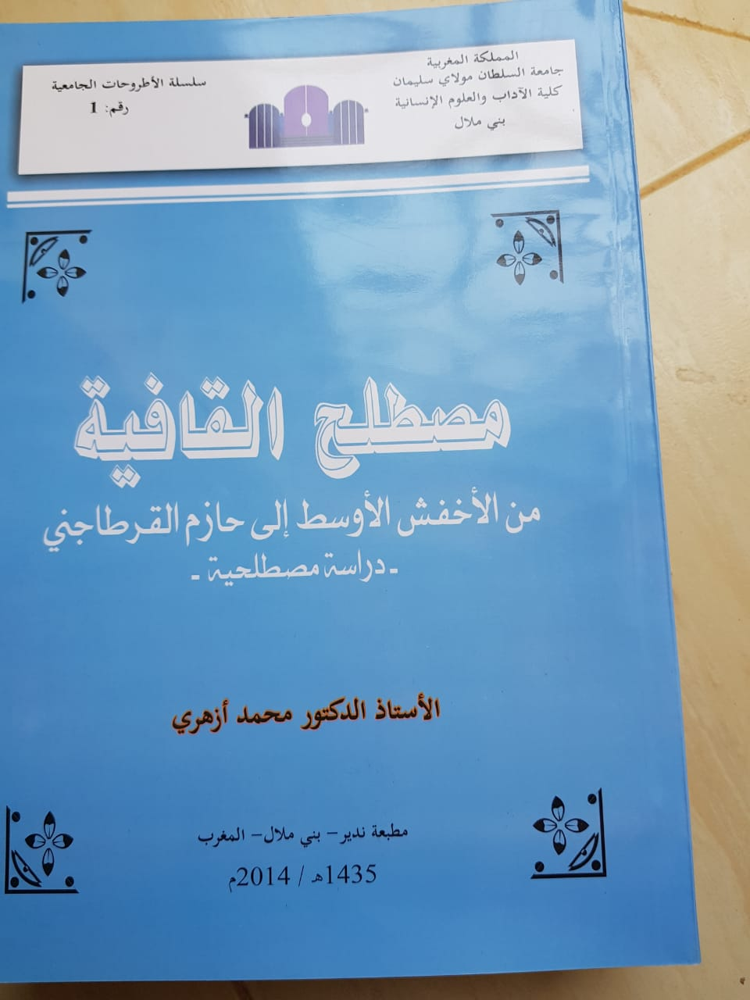 المملكة المغربية
جامعة السلطان مولاي سليمان
كلية الآداب والعلوم الإنسانية
بني ملال
سلسلة الأطروحات الجامعية
رقم: 1
مصطلح القافية
من الأخفش الأوسط إلى حازم القرطاجني
- دراسة مصطلحية -
الأستاذ الدكتور محمد أزهري
مطبعة ندير – بني ملال – المغرب
1435هـ / 2014م